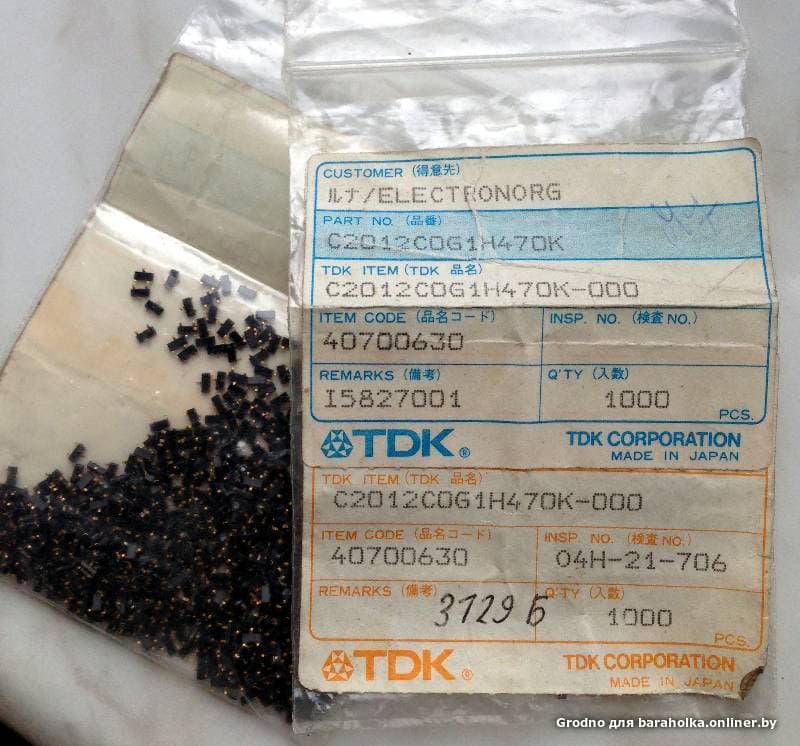 CUSTOMER (得意先)
ルナ/ELECTRONORG
PART NO. (品番)
C2012C0G1H470K
TDK ITEM (TDK 品名)
C2012C0G1H470K-000
ITEM CODE (品名コード)
INSP. NO. (検査 NO.)
40700630
REMARKS (備考)
Q'TY (入数)
I5827001
1000
PCS.
TDK®
TDK CORPORATION
MADE IN JAPAN
TDK ITEM (TDK 品名)
C2012C0G1H470K-000
ITEM CODE (品名コード)
INSP. NO. (検査 NO.)
40700630
04H-21-706
REMARKS (備考)
Q'TY (入数)
3129 Б
1000
PCS.
TDK®
TDK CORPORATION
MADE IN JAPAN
Grodno для baraholka.onliner.by